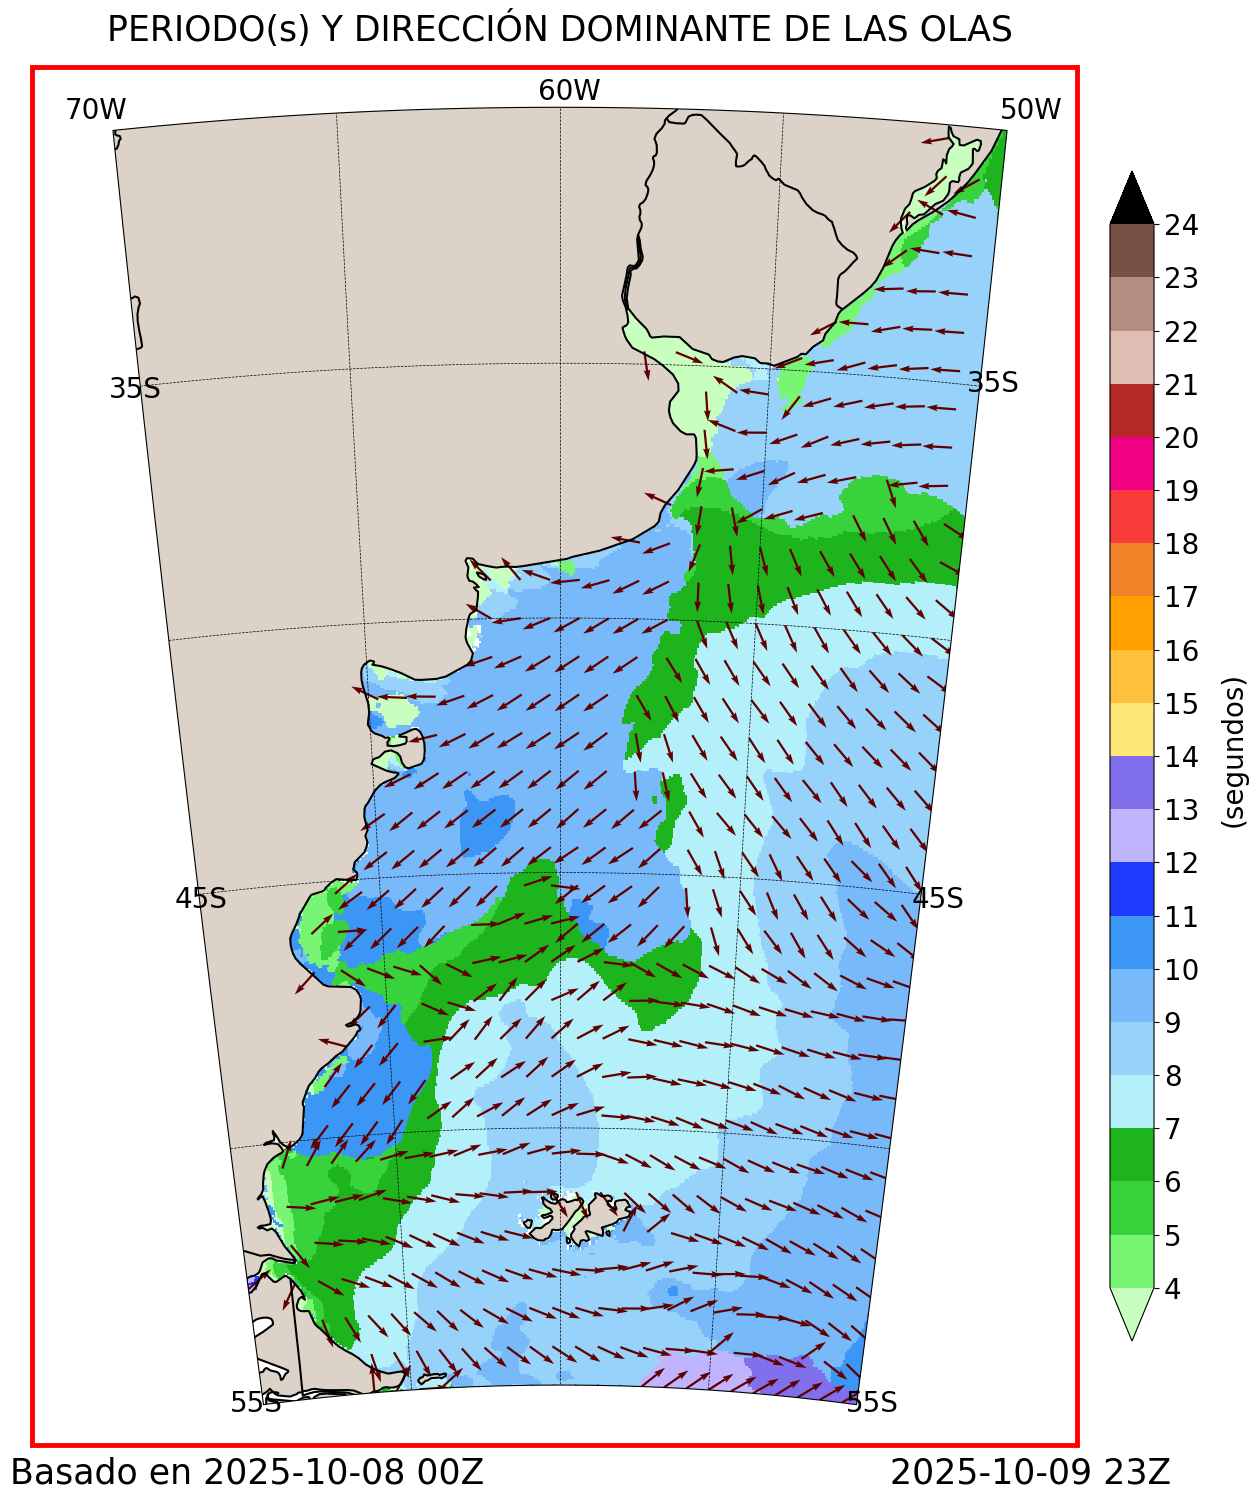 PERIODO(s) Y DIRECCIÓN DOMINANTE DE LAS OLAS
70W
60W
50W
35S
35S
45S
45S
55S
55S
24
23
22
21
20
19
18
17
16
15
14
13
12
11
10
9
8
7
6
5
4
(segundos)
Basado en 2025-10-08 00Z
2025-10-09 23Z